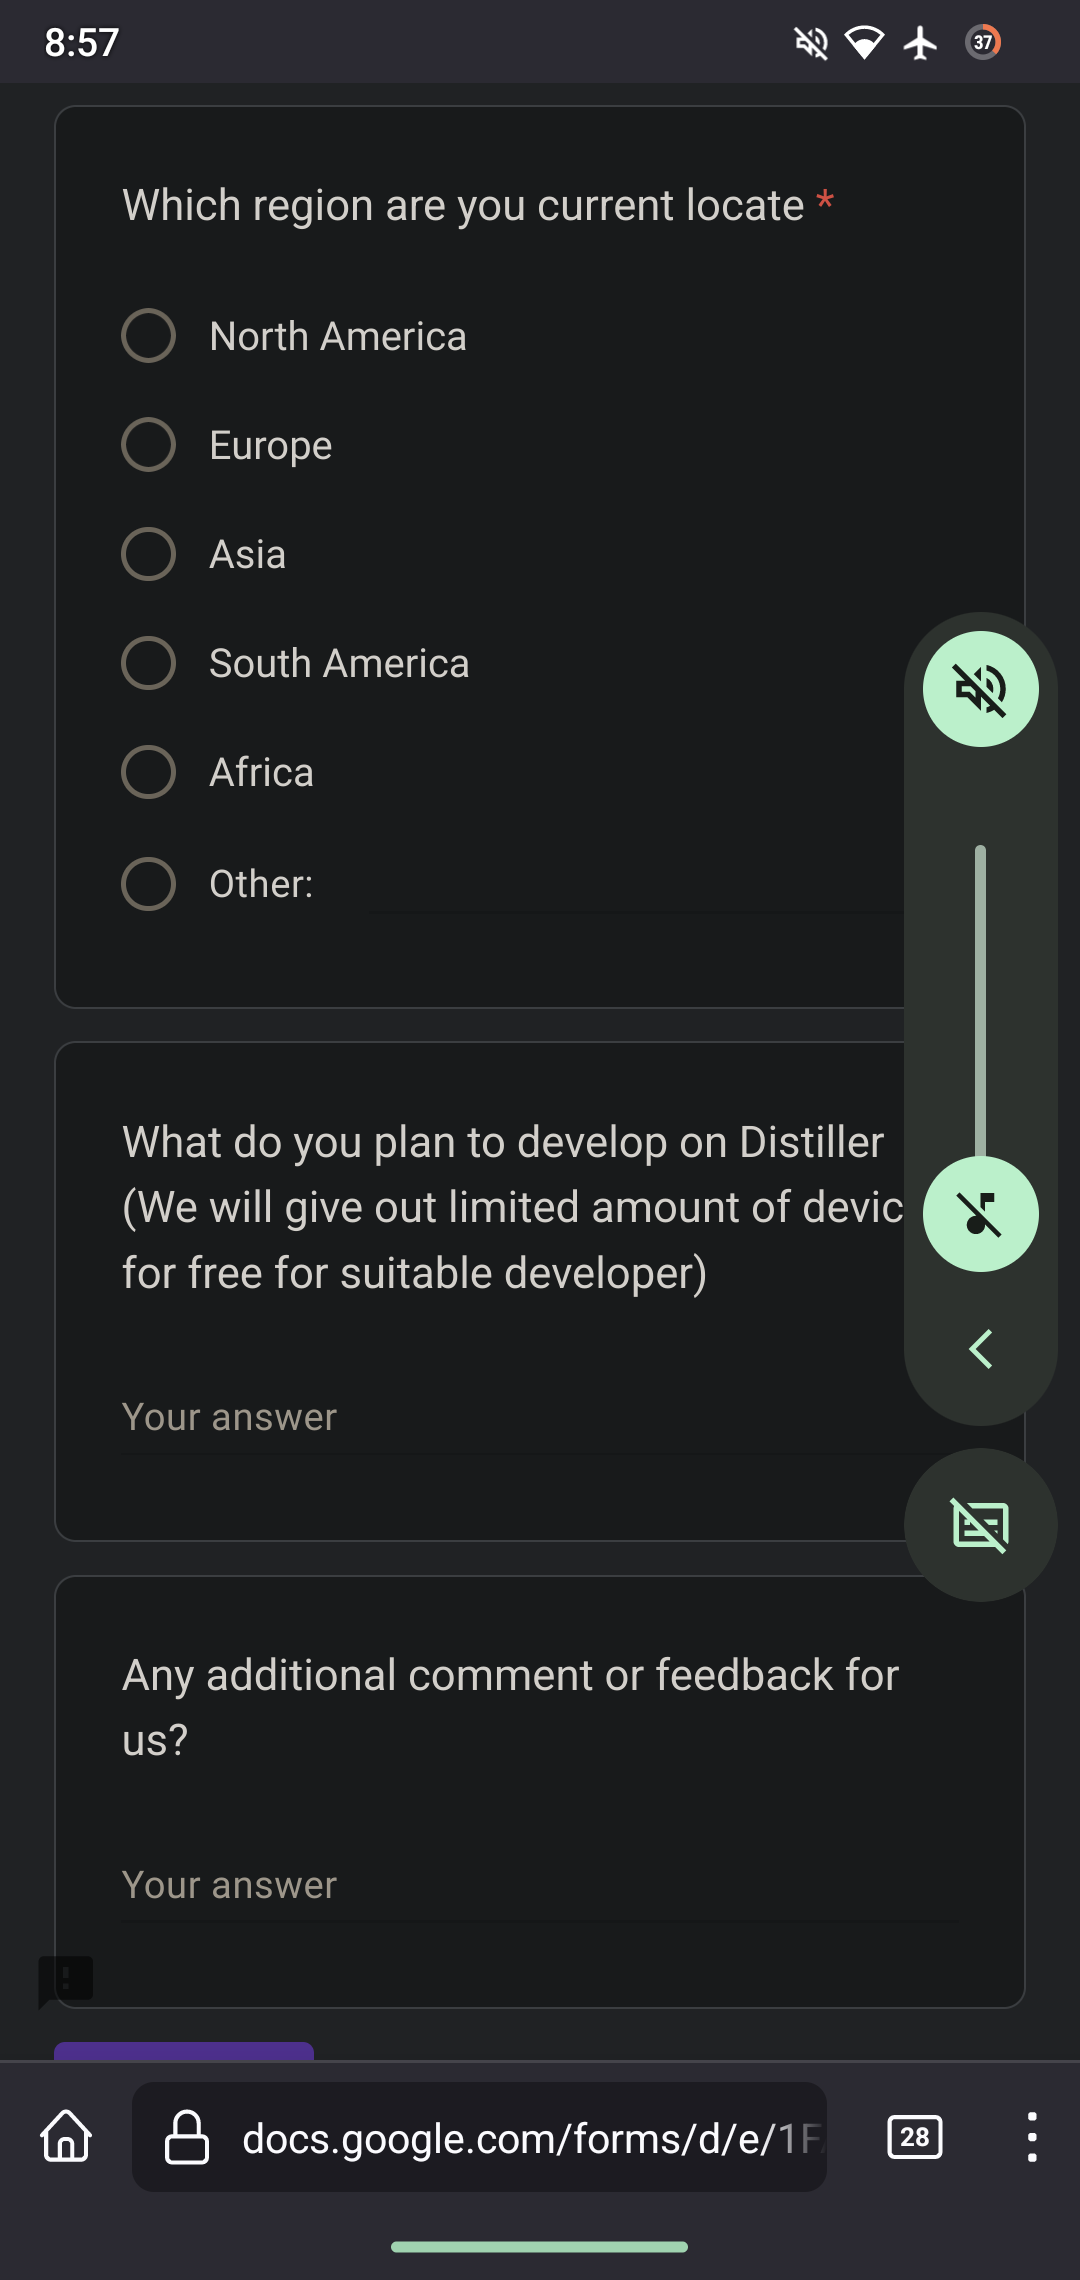 8:57
37
Which region are you current locate *
North America
Europe
Asia
South America
Africa
Other:
What do you plan to develop on Distiller
(We will give out limited amount of devic
for free for suitable developer)
Your answer
Any additional comment or feedback for
us?
Your answer
docs.google.com/forms/d/e/1F
28